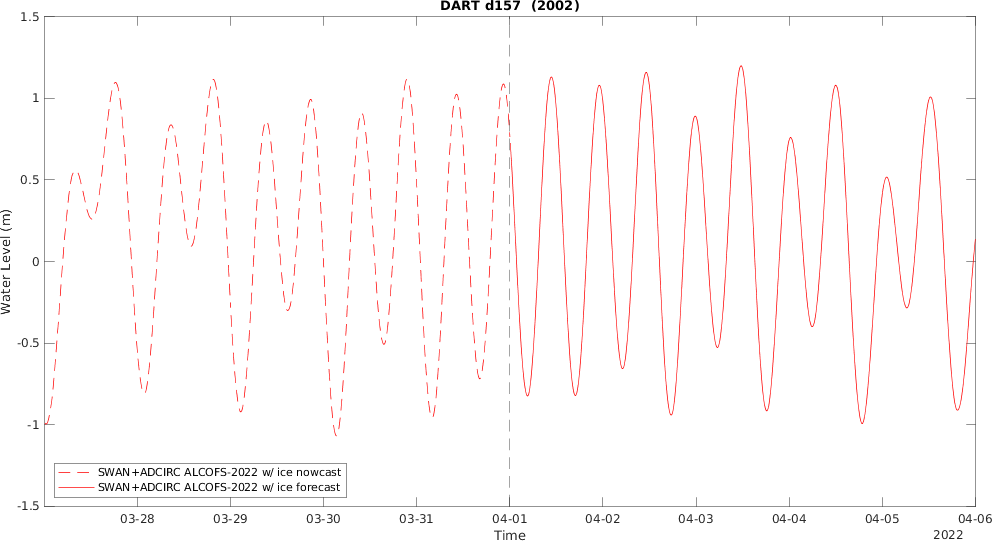 DART d157 (2002)
1.5
1
0.5
0
-0.5
-1
-1.5
Water Level (m)
SWAN+ADCIRC ALCOFS-2022 w/ ice nowcast
SWAN+ADCIRC ALCOFS-2022 w/ ice forecast
03-28 03-29 03-30 03-31 04-01 04-02 04-03 04-04 04-05 04-06
Time
2022